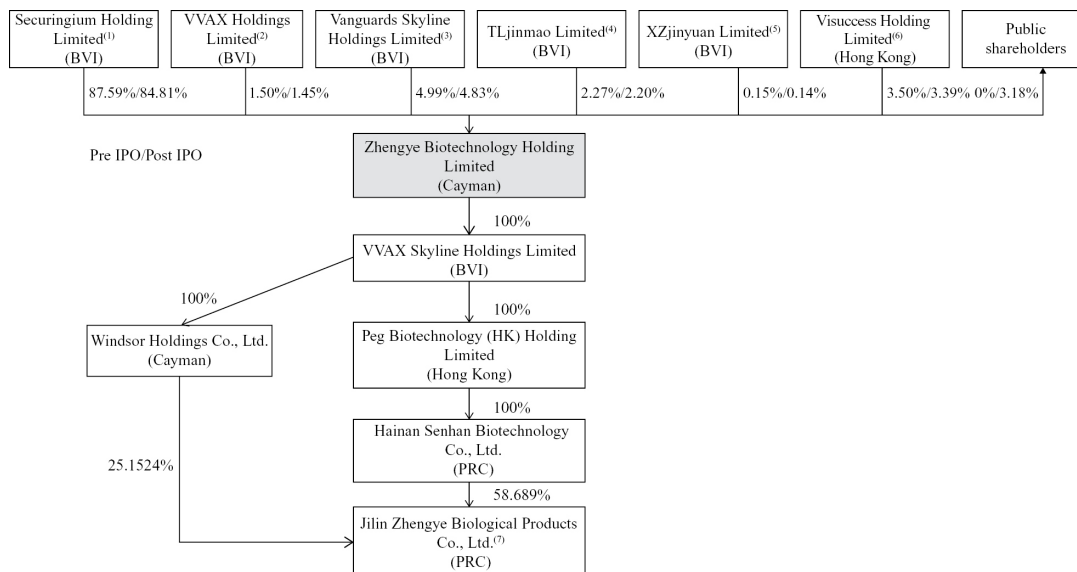 Securingium Holding
Limited(1)
(BVI)
VVAX Holdings
Limited(2)
(BVI)
Vanguards Skyline
Holdings Limited(3)
(BVI)
TLjinmao Limited(4)
(BVI)
XZjinyuan Limited(5)
(BVI)
Visuccess Holding
Limited(6)
(Hong Kong)
Public
shareholders
87.59%/84.81%
1.50%/1.45%
4.99%/4.83%
2.27%/2.20%
0.15%/0.14%
3.50%/3.39%
0%/3.18%
Pre IPO/Post IPO
Zhengye Biotechnology Holding
Limited
(Cayman)
100%
VVAX Skyline Holdings Limited
(BVI)
100%
100%
Windsor Holdings Co., Ltd.
(Cayman)
Peg Biotechnology (HK) Holding
Limited
(Hong Kong)
100%
Hainan Senhan Biotechnology
Co., Ltd.
(PRC)
25.1524%
58.689%
Jilin Zhengye Biological Products
Co., Ltd.(7)
(PRC)